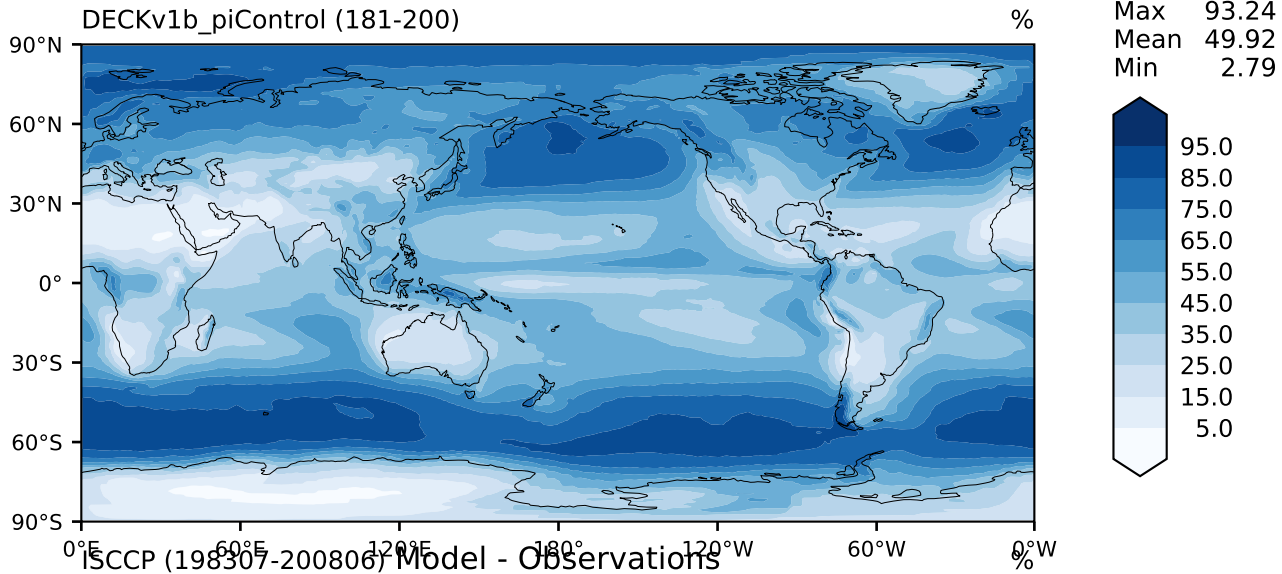 DECKv1b_piControl (181-200) %
Max 93.24
Mean 49.92
Min 2.79
90°N
60°N
30°N
0°
30°S
60°S
90°S
95.0
85.0
75.0
65.0
55.0
45.0
35.0
25.0
15.0
5.0
0°E 60°E 120°E 180° 120°W 60°W 0°W
ISCCP (198307-200806) Model - Observations %